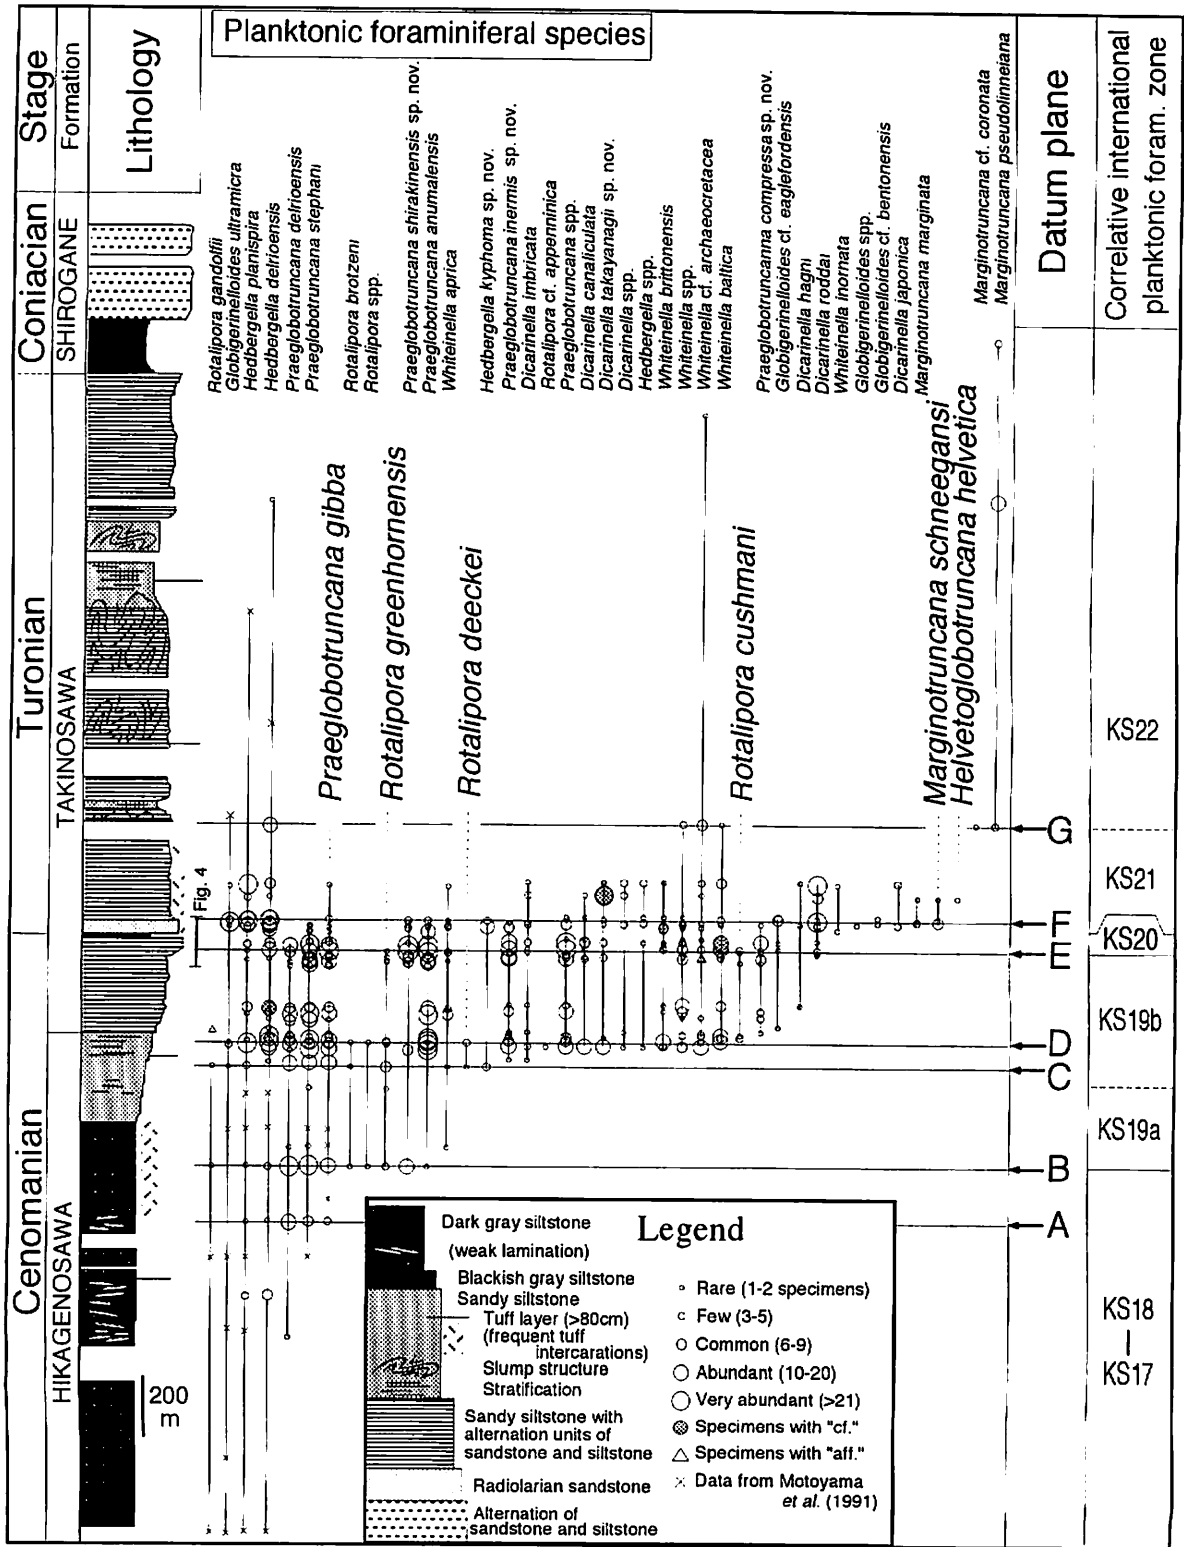 Planktonic foraminiferal species
Stage
Formation
Lithology
Datum plane
Correlative international
planktonic foram. zone
Coniacian
Turonian
Cenomanian
SHIROGANE
TAKINOSAWA
HIKAGENOSAWA
Rotalipora gandolfii
Globigerinelloides ultramicra
Hedbergella planispira
Hedbergella delrioensis
Praeglobotruncana delrioensis
Praeglobotruncana stephani
Rotalipora brotzeni
Rotalipora spp.
Praeglobotruncana shirakinensis sp. nov.
Praeglobotruncana anumalensis
Whiteinella aprica
Hedbergella kyphoma sp. nov.
Praeglobotruncana inermis sp. nov.
Dicarinella imbricata
Rotalipora cf. appenninica
Praeglobotruncana spp.
Dicarinella canaliculata
Dicarinella takayanagii sp. nov.
Dicarinella spp.
Hedbergella spp.
Whiteinella brittonensis
Whiteinella spp.
Whiteinella cf. archaeocretacea
Whiteinella baltica
Praeglobotruncamna compressa sp. nov.
Globigerinelloides cf. eaglefordensis
Dicarinella hagni
Dicarinella roddai
Whiteinella inornata
Globigerinelloides spp.
Globigerinelloides cf. bentonensis
Dicarinella japonica
Marginotruncana marginata
Marginotruncana cf. coronata
Marginotruncana pseudolinneiana
Praeglobotruncana gibba
Rotalipora greenhornensis
Rotalipora deeckei
Rotalipora cushmani
Marginotruncana schneegansi
Helvetoglobotruncana helvetica
Fig. 4
G
F
E
D
C
B
A
KS22
KS21
KS20
KS19b
KS19a
KS18
KS17
200
m
Legend
Dark gray siltstone
(weak lamination)
Blackish gray siltstone
Sandy siltstone
Tuff layer (>80cm)
(frequent tuff
intercarations)
Slump structure
Stratification
Sandy siltstone with
alternation units of
sandstone and siltstone
Radiolarian sandstone
Alternation of
sandstone and siltstone
Rare (1-2 specimens)
Few (3-5)
Common (6-9)
Abundant (10-20)
Very abundant (>21)
Specimens with "cf."
Specimens with "aff."
Data from Motoyama
et al. (1991)